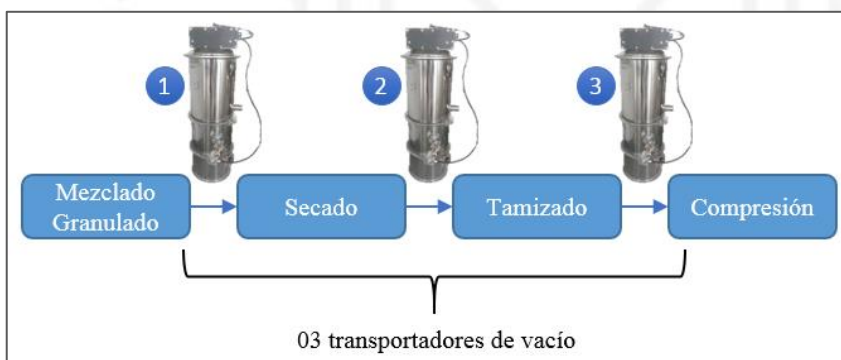 1
2
3
Mezclado
Granulado
Secado
Tamizado
Compresión
03 transportadores de vacío